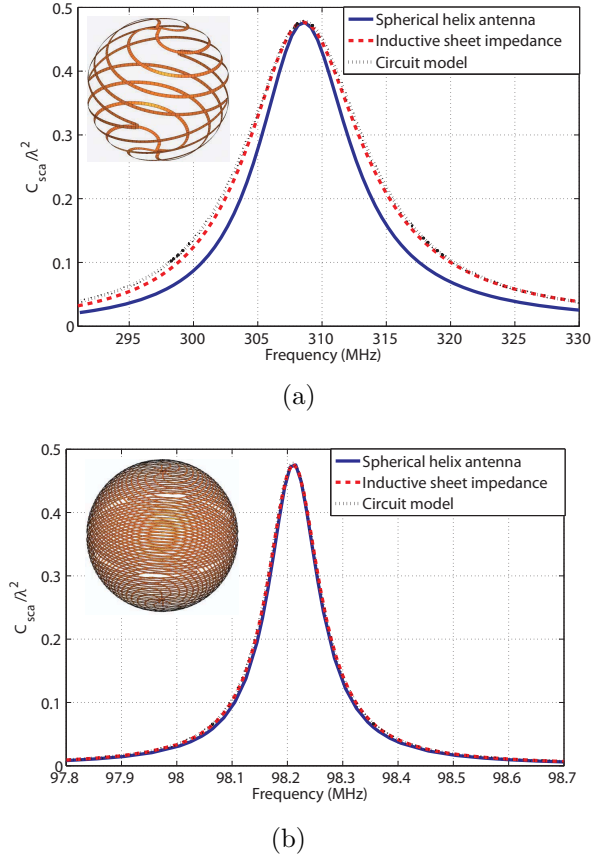 0.5
0.4
0.3
0.2
0.1
0
C_sca/λ²
Spherical helix antenna
Inductive sheet impedance
Circuit model
295 300 305 310 315 320 325 330
Frequency (MHz)
(a)
0.5
0.4
0.3
0.2
0.1
0
C_sca/λ²
Spherical helix antenna
Inductive sheet impedance
Circuit model
97.8 97.9 98 98.1 98.2 98.3 98.4 98.5 98.6 98.7
Frequency (MHz)
(b)